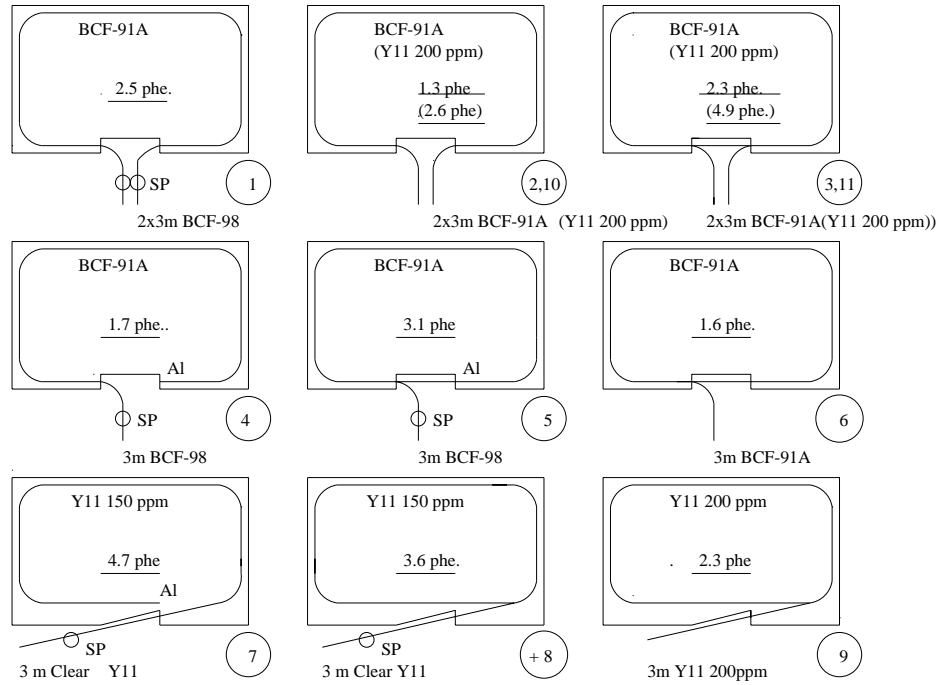 BCF-91A
2.5 phe.
SP
1
2x3m BCF-98
BCF-91A
(Y11 200 ppm)
1.3 phe
(2.6 phe)
2,10
2x3m BCF-91A (Y11 200 ppm)
BCF-91A
(Y11 200 ppm)
2.3 phe.
(4.9 phe.)
3,11
2x3m BCF-91A(Y11 200 ppm))
BCF-91A
1.7 phe..
Al
SP
4
3m BCF-98
BCF-91A
3.1 phe
Al
SP
5
3m BCF-98
BCF-91A
1.6 phe.
6
3m BCF-91A
Y11 150 ppm
4.7 phe
Al
SP
7
3 m Clear Y11
Y11 150 ppm
3.6 phe.
SP
+ 8
3 m Clear Y11
Y11 200 ppm
2.3 phe
9
3m Y11 200ppm